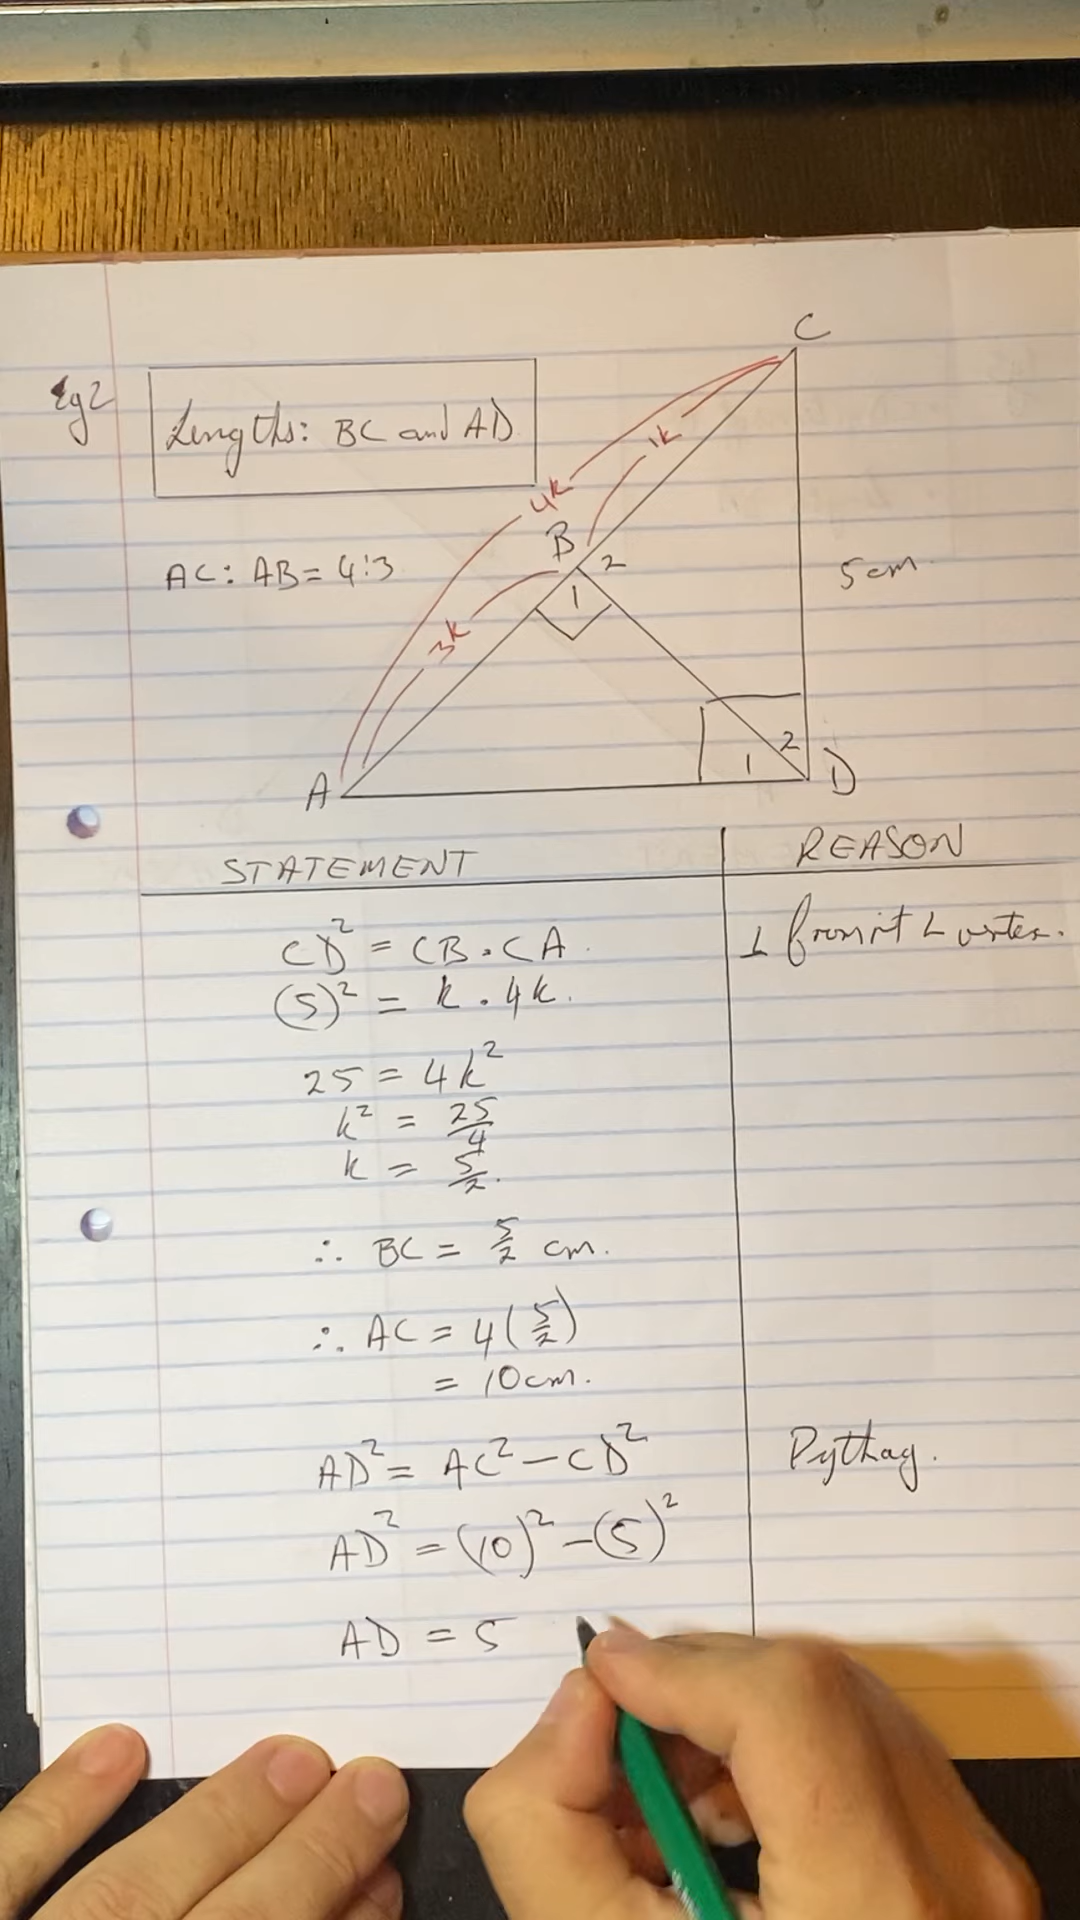 Eg2
Lengths: BC and AD
AC : AB = 4:3
C
4k
1k
B
2
1
3k
5cm
2
1
A
D
STATEMENT
REASON
CD² = CB . CA.
⊥ from rt ∠ vertex.
(5)² = k . 4k.
25 = 4k²
k² = 25/4
k = 5/2.
∴ BC = 5/2 cm.
∴ AC = 4(5/2)
= 10cm.
AD² = AC² - CD²
Pythag.
AD² = (10)² - (5)²
AD = 5